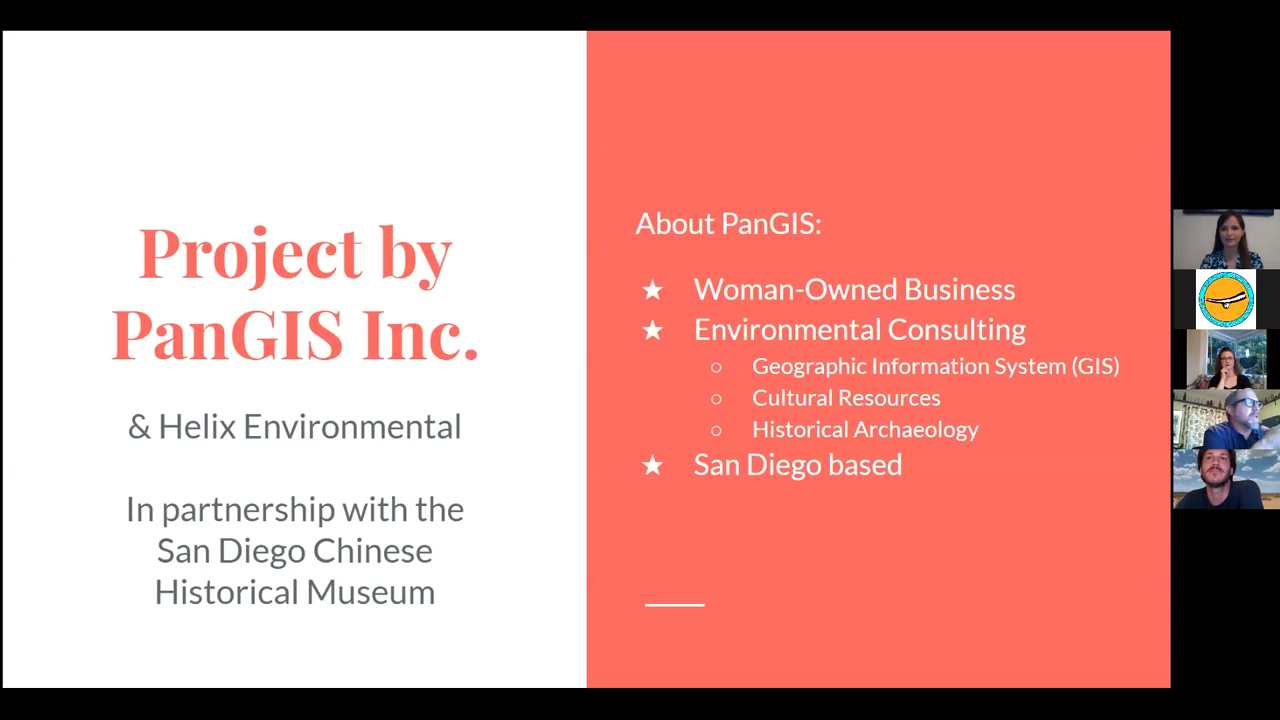 Project by
PanGIS Inc.
& Helix Environmental
In partnership with the
San Diego Chinese
Historical Museum
About PanGIS:
★ Woman-Owned Business
★ Environmental Consulting
○ Geographic Information System (GIS)
○ Cultural Resources
○ Historical Archaeology
★ San Diego based